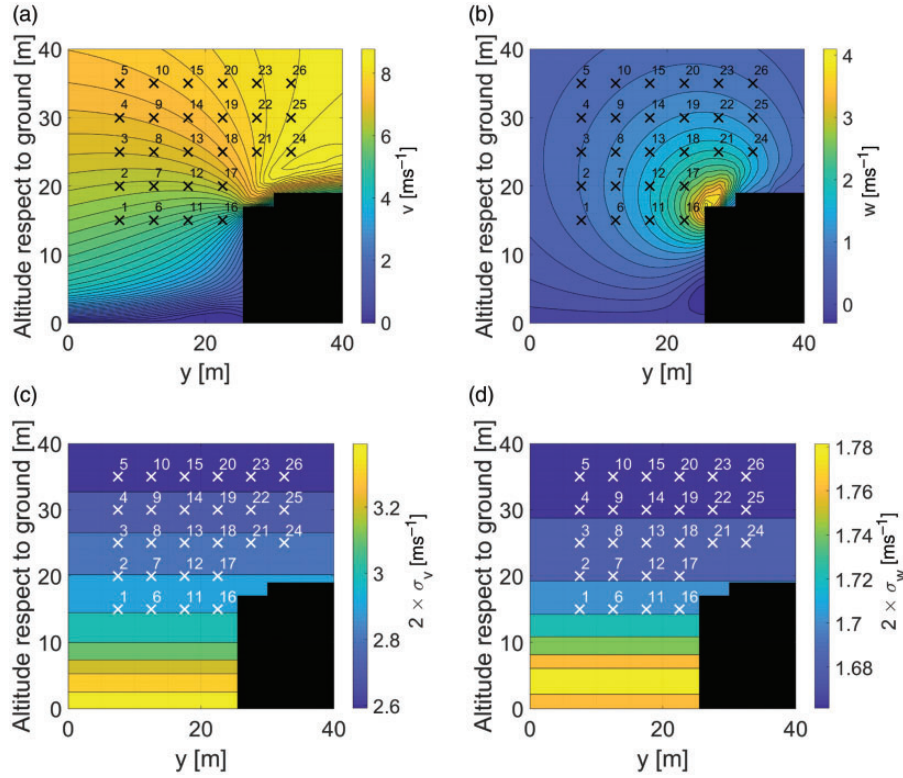 (a)
Altitude respect to ground [m]
40
30
20
10
0
5 10 15 20 23 26
4 9 14 19 22 25
3 8 13 18 21 24
2 7 12 17
1 6 11 16
0 20 40
y [m]
8
6
4
2
0
v [ms⁻¹]
(b)
Altitude respect to ground [m]
40
30
20
10
0
5 10 15 20 23 26
4 9 14 19 22 25
3 8 13 18 21 24
2 7 12 17
1 6 11 16
0 20 40
y [m]
4
3
2
1
0
w [ms⁻¹]
(c)
Altitude respect to ground [m]
40
30
20
10
0
5 10 15 20 23 26
4 9 14 19 22 25
3 8 13 18 21 24
2 7 12 17
1 6 11 16
0 20 40
y [m]
3.2
3
2.8
2.6
2 × σᵥ [ms⁻¹]
(d)
Altitude respect to ground [m]
40
30
20
10
0
5 10 15 20 23 26
4 9 14 19 22 25
3 8 13 18 21 24
2 7 12 17
1 6 11 16
0 20 40
y [m]
1.78
1.76
1.74
1.72
1.7
1.68
2 × σ_w [ms⁻¹]